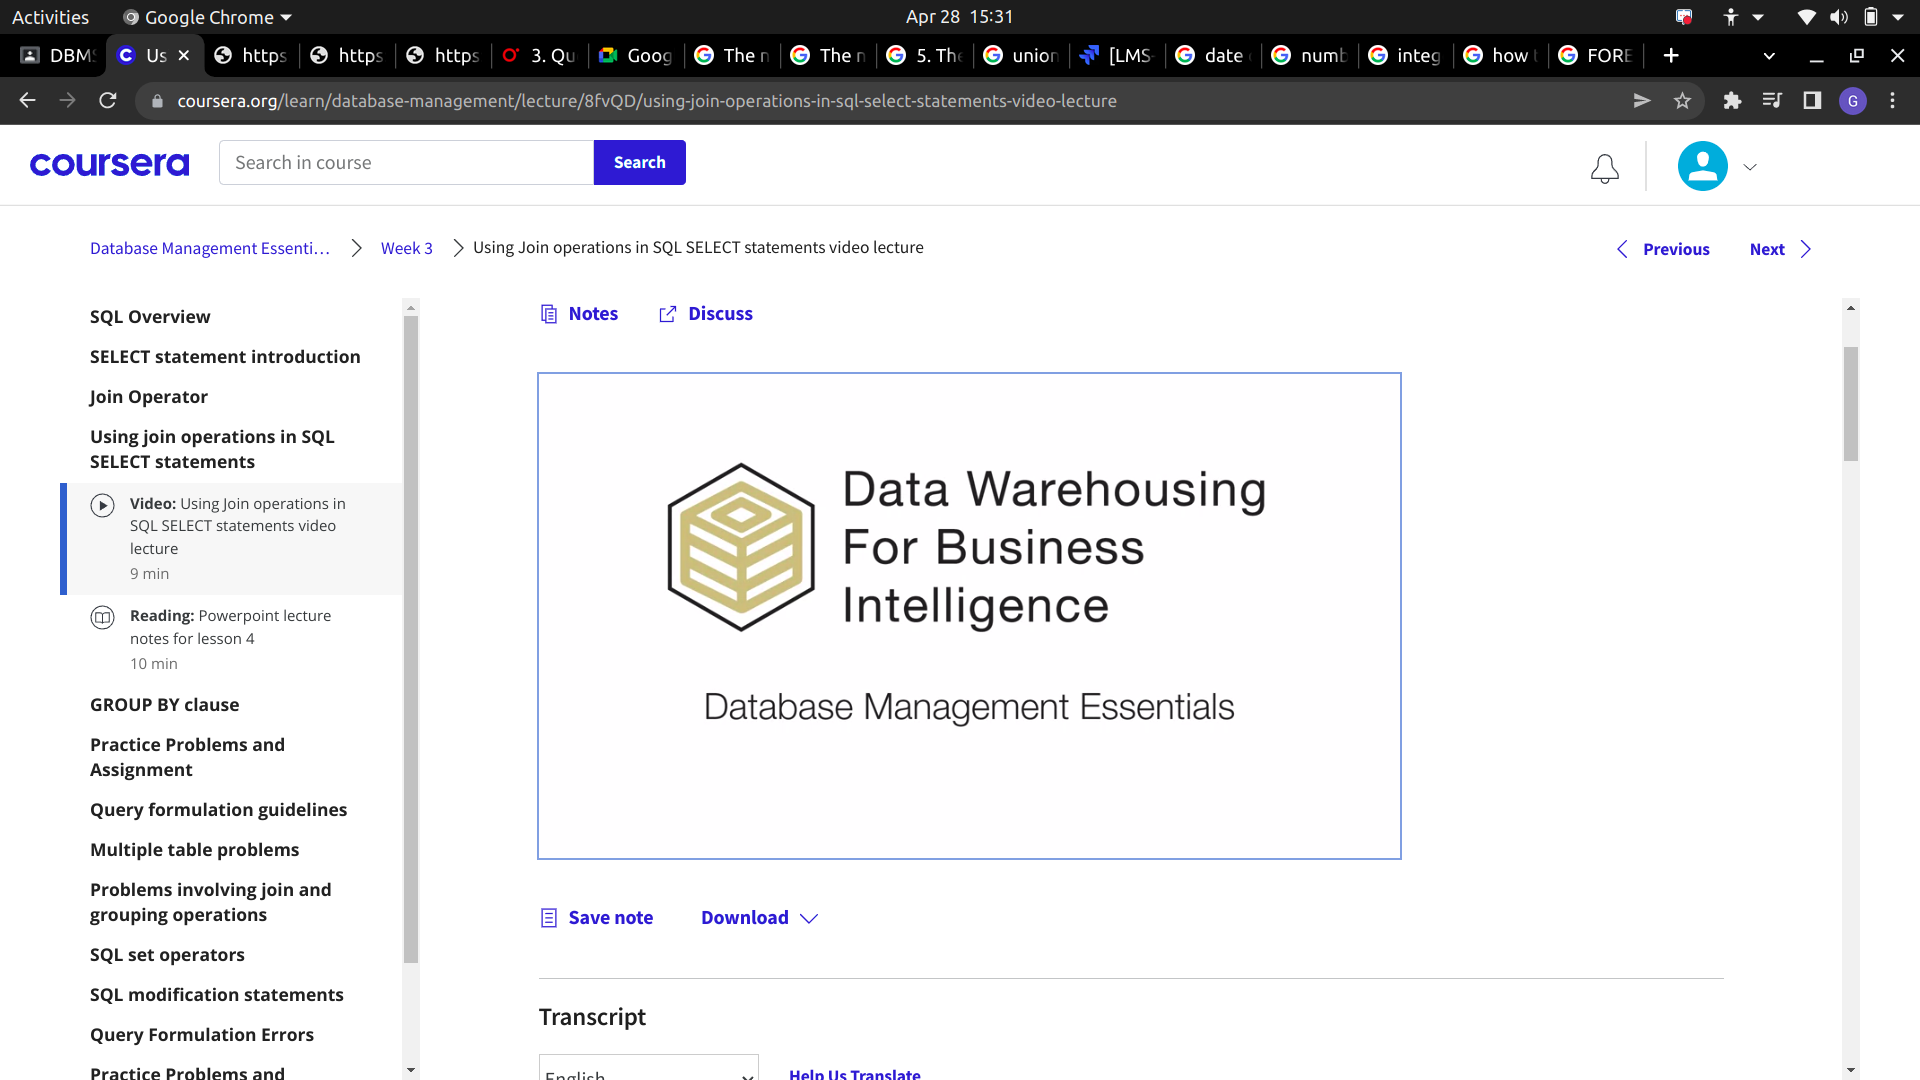 Activities
Google Chrome
Apr 28 15:31
DBMS
Us
https
https
https
3. Qu
Goog
The n
The n
5. The
union
[LMS-
date
numb
integ
how
FORE
coursera.org/learn/database-management/lecture/8fvQD/using-join-operations-in-sql-select-statements-video-lecture
G
coursera
Search in course
Search
Database Management Essenti…
Week 3
Using Join operations in SQL SELECT statements video lecture
Previous
Next
SQL Overview
SELECT statement introduction
Join Operator
Using join operations in SQL
SELECT statements
Video: Using Join operations in
SQL SELECT statements video
lecture
9 min
Reading: Powerpoint lecture
notes for lesson 4
10 min
GROUP BY clause
Practice Problems and
Assignment
Query formulation guidelines
Multiple table problems
Problems involving join and
grouping operations
SQL set operators
SQL modification statements
Query Formulation Errors
Practice Problems and
Notes
Discuss
Data Warehousing
For Business
Intelligence
Database Management Essentials
Save note
Download
Transcript
English
Help Us Translate